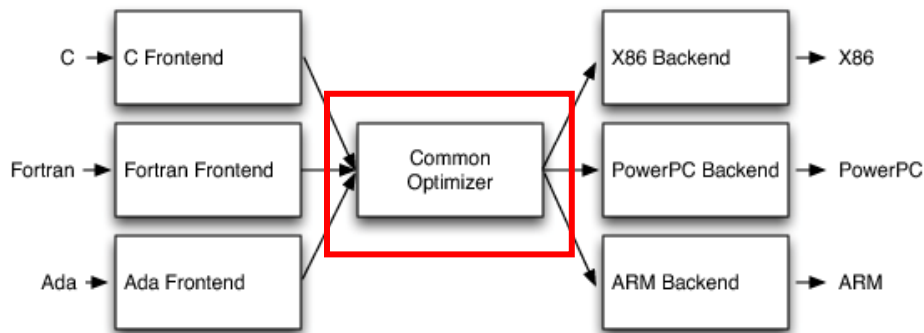 C
C Frontend
X86 Backend
X86
Fortran
Fortran Frontend
Common
Optimizer
PowerPC Backend
PowerPC
Ada
Ada Frontend
ARM Backend
ARM